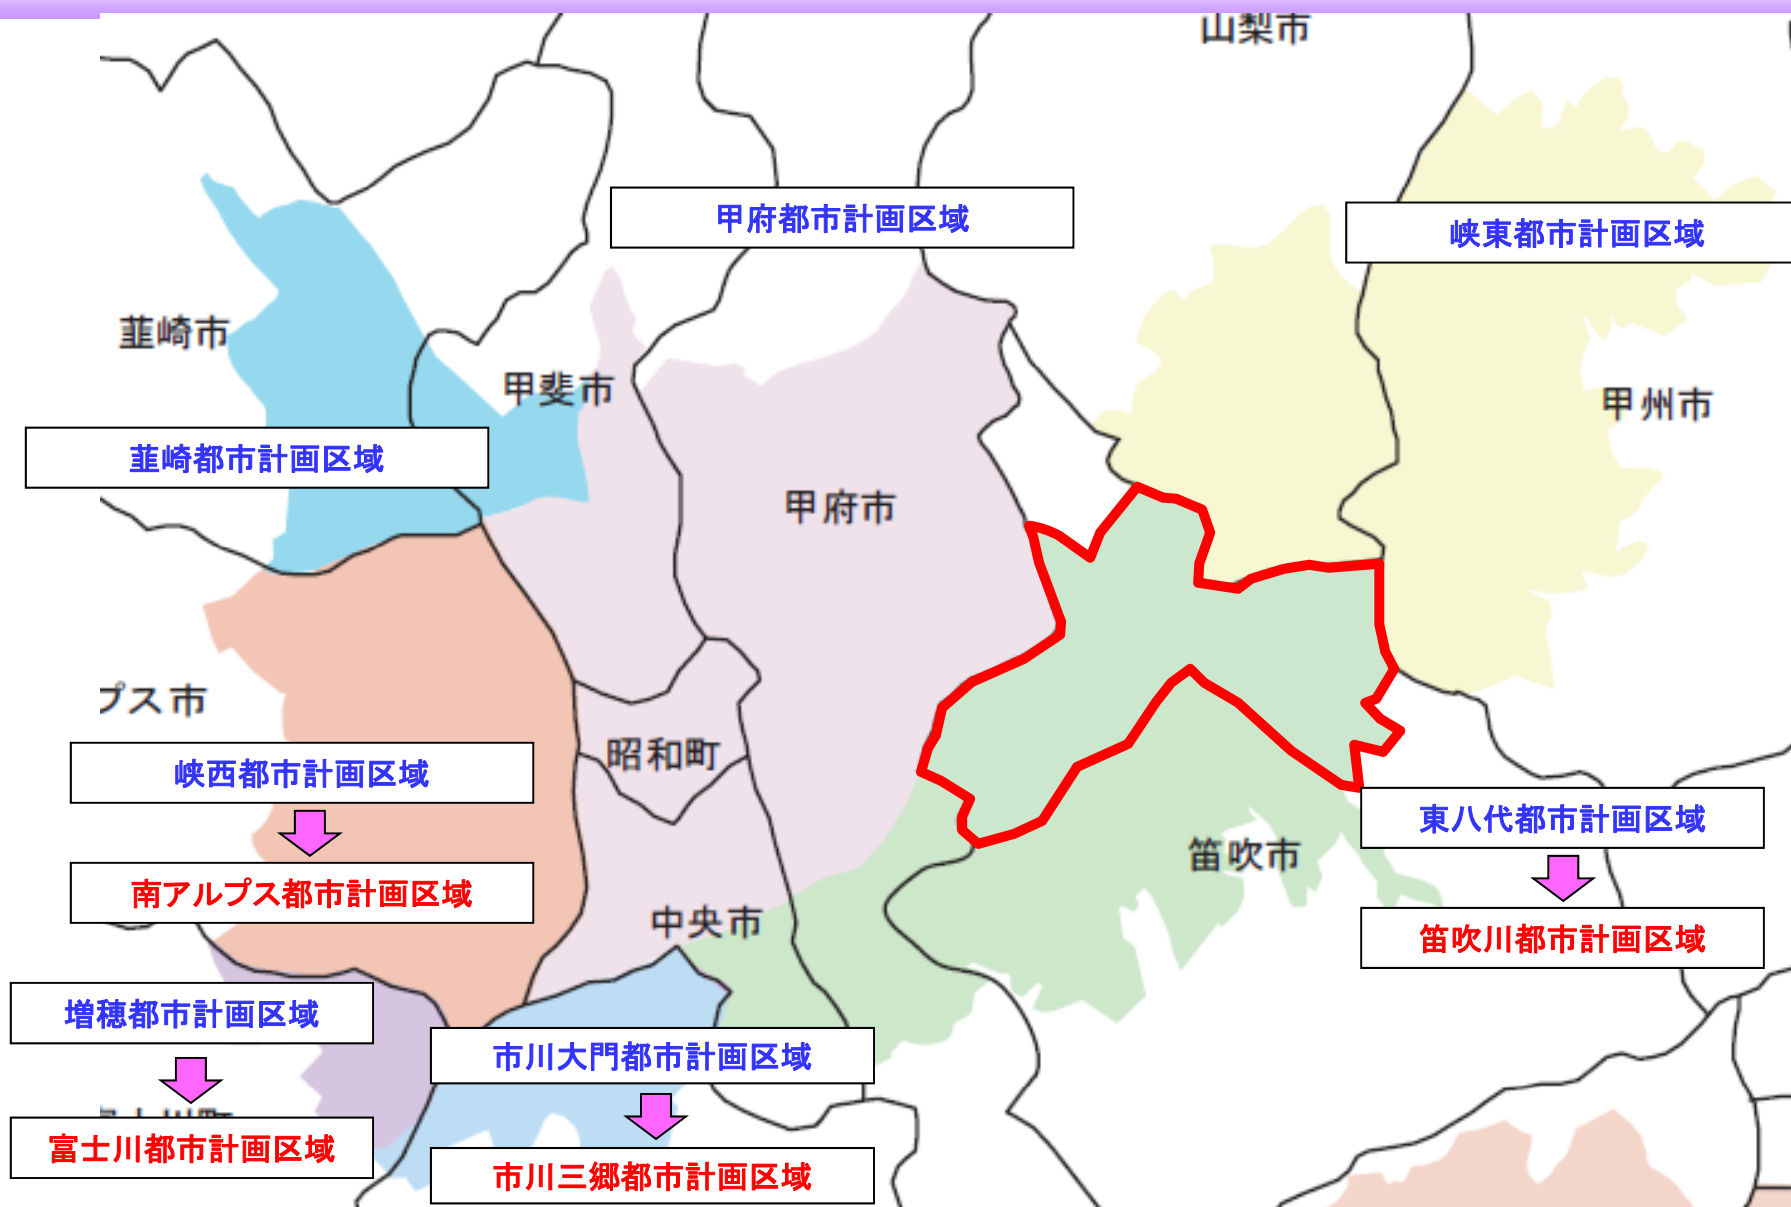 山梨市
甲府都市計画区域
峡東都市計画区域
韮崎市
甲斐市
甲州市
韮崎都市計画区域
甲府市
プス市
昭和町
峡西都市計画区域
南アルプス都市計画区域
東八代都市計画区域
笛吹市
笛吹川都市計画区域
中央市
増穂都市計画区域
市川大門都市計画区域
富士川都市計画区域
市川三郷都市計画区域